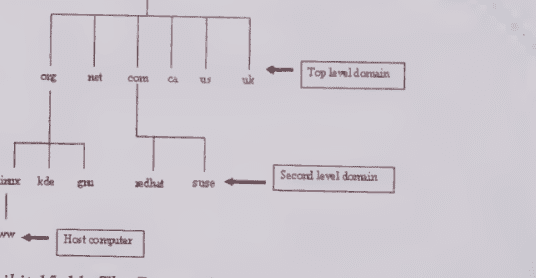 org net com ca us uk Top level domain
kde gnu redhat suse Second level domain
Host computer